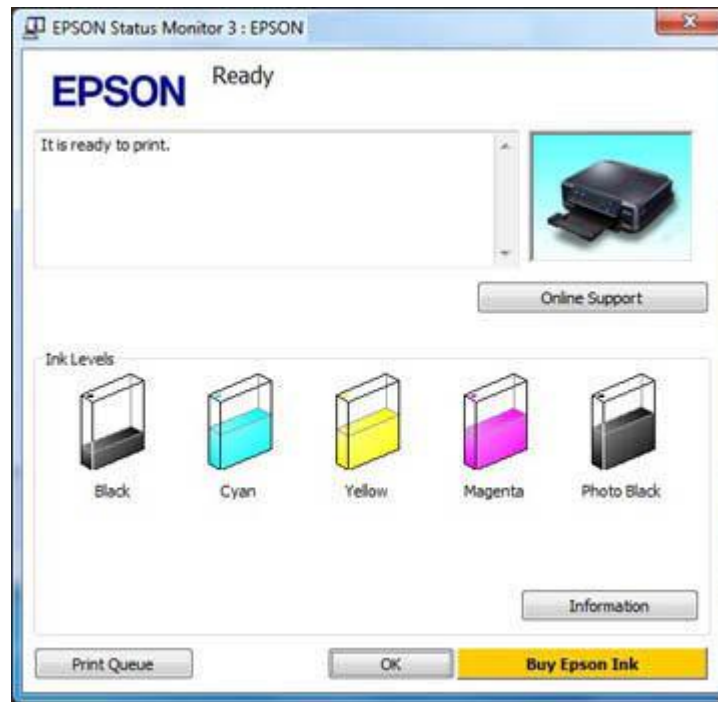 EPSON Status Monitor 3 : EPSON
EPSON
Ready
It is ready to print.
Online Support
Ink Levels
Black Cyan Yellow Magenta Photo Black
Information
Print Queue OK Buy Epson Ink